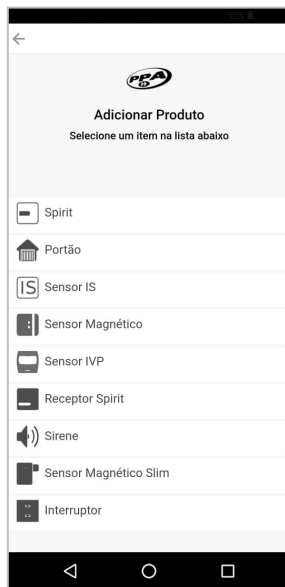 92%
PPA
Adicionar Produto
Selecione um item na lista abaixo
Spirit
Portão
IS Sensor IS
Sensor Magnético
Sensor IVP
Receptor Spirit
Sirene
Sensor Magnético Slim
Interruptor